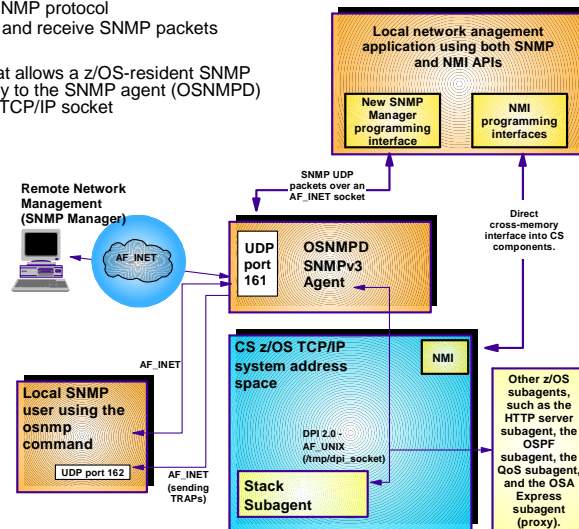 NMP protocol
and receive SNMP packets
at allows a z/OS-resident SNMP
y to the SNMP agent (OSNMPD)
TCP/IP socket
Local network anagement
application using both SNMP
and NMI APIs
New SNMP
Manager
programming
interface
NMI
programming
interfaces
SNMP UDP
packets over an
AF_INET socket
Direct
cross-memory
interface into CS
components.
Remote Network
Management
(SNMP Manager)
AF_INET
UDP
port
161
OSNMPD
SNMPv3
Agent
AF_INET
CS z/OS TCP/IP
system address
space
NMI
Local SNMP
user using the
osnmp
command
UDP port 162
AF_INET
(sending
TRAPs)
DPI 2.0 -
AF_UNIX
(/tmp/dpi_socket)
Stack
Subagent
Other z/OS
subagents,
such as the
HTTP server
subagent, the
OSPF
subagent, the
QoS subagent,
and the OSA
Express
subagent
(proxy).